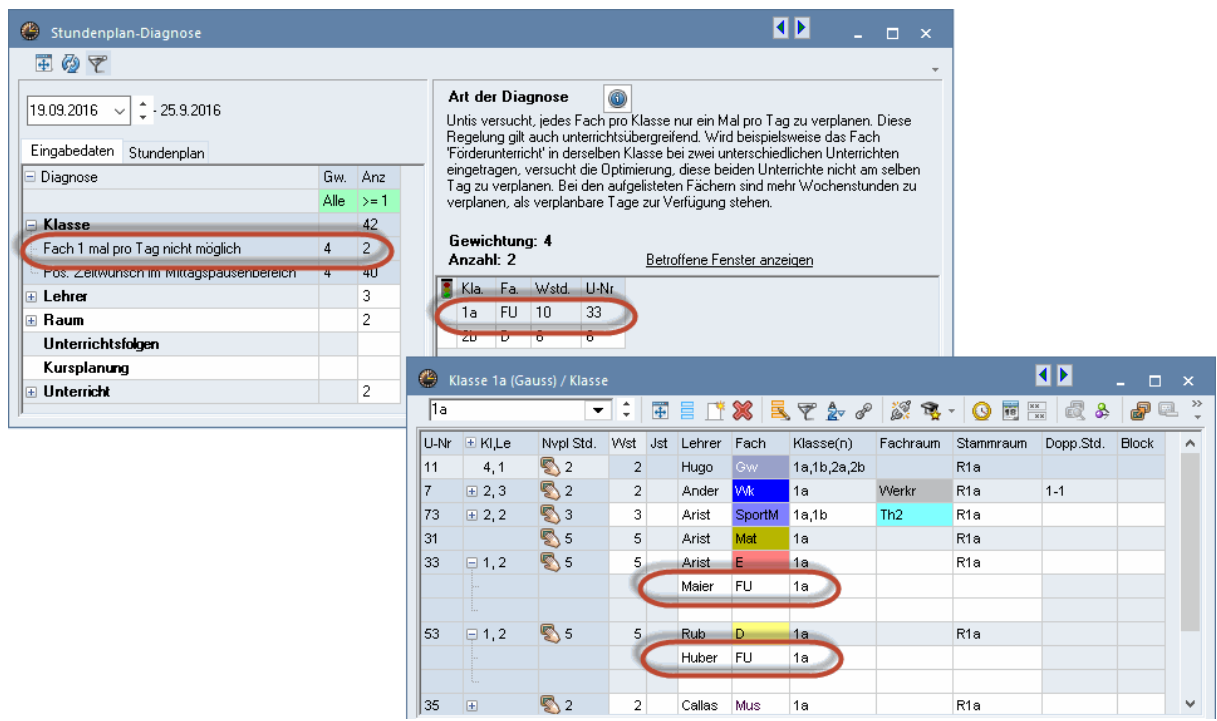 Stundenplan-Diagnose
19.09.2016 - 25.9.2016
Eingabedaten Stundenplan
Diagnose Gw. Anz
Alle >= 1
Klasse 42
Fach 1 mal pro Tag nicht möglich 4 2
Pos. Zeitwunsch im Mittagspausenbereich 4 40
Lehrer 3
Raum 2
Unterrichtsfolgen
Kursplanung
Unterricht 2
Art der Diagnose
Untis versucht, jedes Fach pro Klasse nur ein Mal pro Tag zu verplanen. Diese
Regelung gilt auch unterrichtsübergreifend. Wird beispielsweise das Fach
'Förderunterricht' in derselben Klasse bei zwei unterschiedlichen Unterrichten
eingetragen, versucht die Optimierung, diese beiden Unterrichte nicht am selben
Tag zu verplanen. Bei den aufgelisteten Fächern sind mehr Wochenstunden zu
verplanen, als verplanbare Tage zur Verfügung stehen.
Gewichtung: 4
Anzahl: 2 Betroffene Fenster anzeigen
Kla. Fa. Wstd. U-Nr
1a FU 10 33
2b D 6 6
Klasse 1a (Gauss) / Klasse
1a
U-Nr Kl,Le Nvpl Std. Wst Jst Lehrer Fach Klasse(n) Fachraum Stammraum Dopp.Std. Block
11 4, 1 2 2 Hugo Gw 1a,1b,2a,2b R1a
7 2, 3 2 2 Ander Wk 1a Werkr R1a 1-1
73 2, 2 3 3 Arist SportM 1a,1b Th2 R1a
31 5 5 Arist Mat 1a R1a
33 1, 2 5 5 Arist E 1a R1a
Maier FU 1a
53 1, 2 5 5 Rub D 1a R1a
Huber FU 1a
35 2 2 Callas Mus 1a R1a